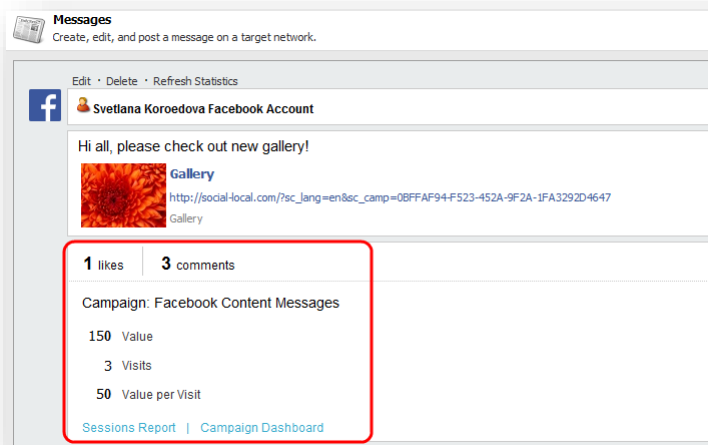 Messages
Create, edit, and post a message on a target network.
Edit · Delete · Refresh Statistics
Svetlana Koroedova Facebook Account
Hi all, please check out new gallery!
Gallery
http://social-local.com/?sc_lang=en&sc_camp=0BFFAF94-F523-452A-9F2A-1FA3292D4647
Gallery
1 likes 3 comments
Campaign: Facebook Content Messages
150 Value
3 Visits
50 Value per Visit
Sessions Report | Campaign Dashboard